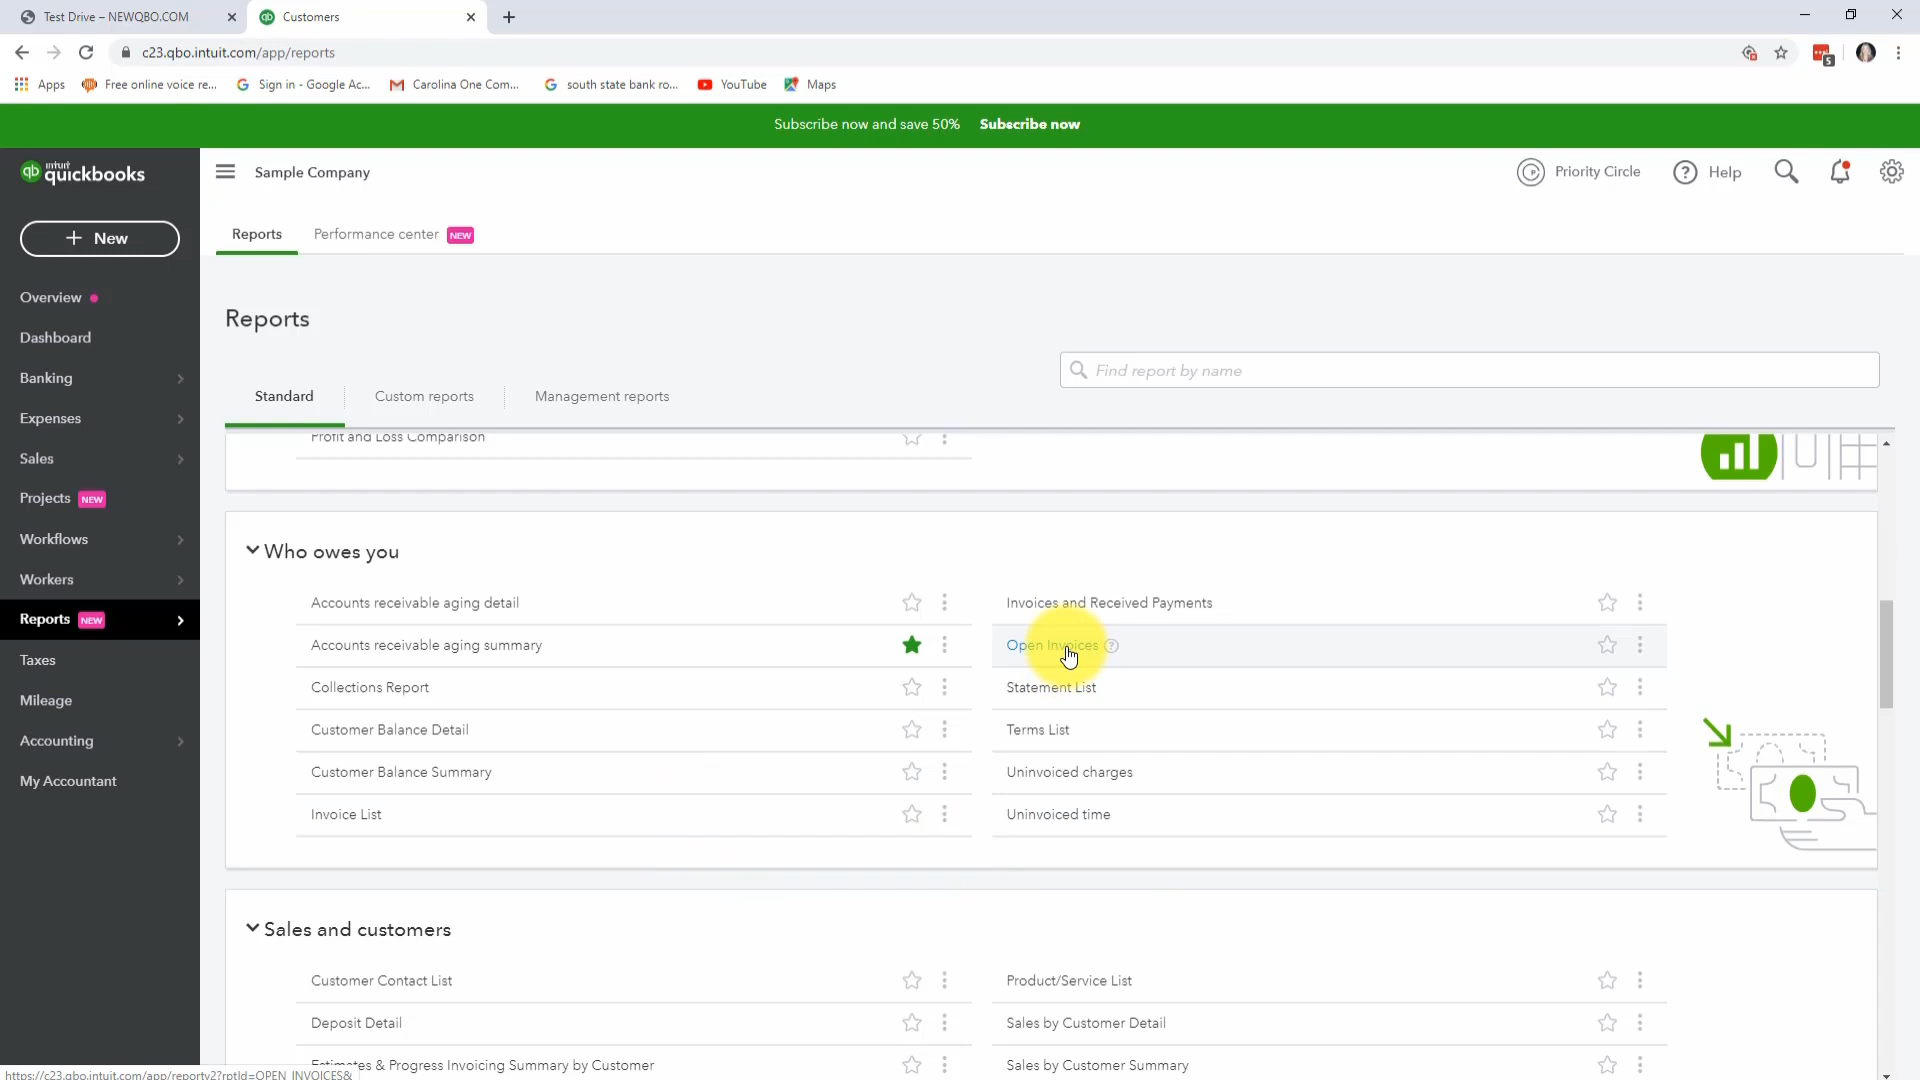 Test Drive – NEWQBO.COM
Customers
c23.qbo.intuit.com/app/reports
5
Apps
Free online voice re...
Sign in - Google Ac...
Carolina One Com...
south state bank ro...
YouTube
Maps
Subscribe now and save 50% Subscribe now
intuit
quickbooks
Sample Company
Priority Circle
Help
New
Reports
Performance center NEW
Overview
Dashboard
Banking
Expenses
Sales
Projects NEW
Workflows
Workers
Reports NEW
Taxes
Mileage
Accounting
My Accountant
Reports
Find report by name
Standard
Custom reports
Management reports
Profit and Loss Comparison
Who owes you
Accounts receivable aging detail
Invoices and Received Payments
Accounts receivable aging summary
Open Invoices
Collections Report
Statement List
Customer Balance Detail
Terms List
Customer Balance Summary
Uninvoiced charges
Invoice List
Uninvoiced time
Sales and customers
Customer Contact List
Product/Service List
Deposit Detail
Sales by Customer Detail
Estimates & Progress Invoicing Summary by Customer
Sales by Customer Summary
https://c23.qbo.intuit.com/app/reportv2?rptId=OPEN_INVOICES&